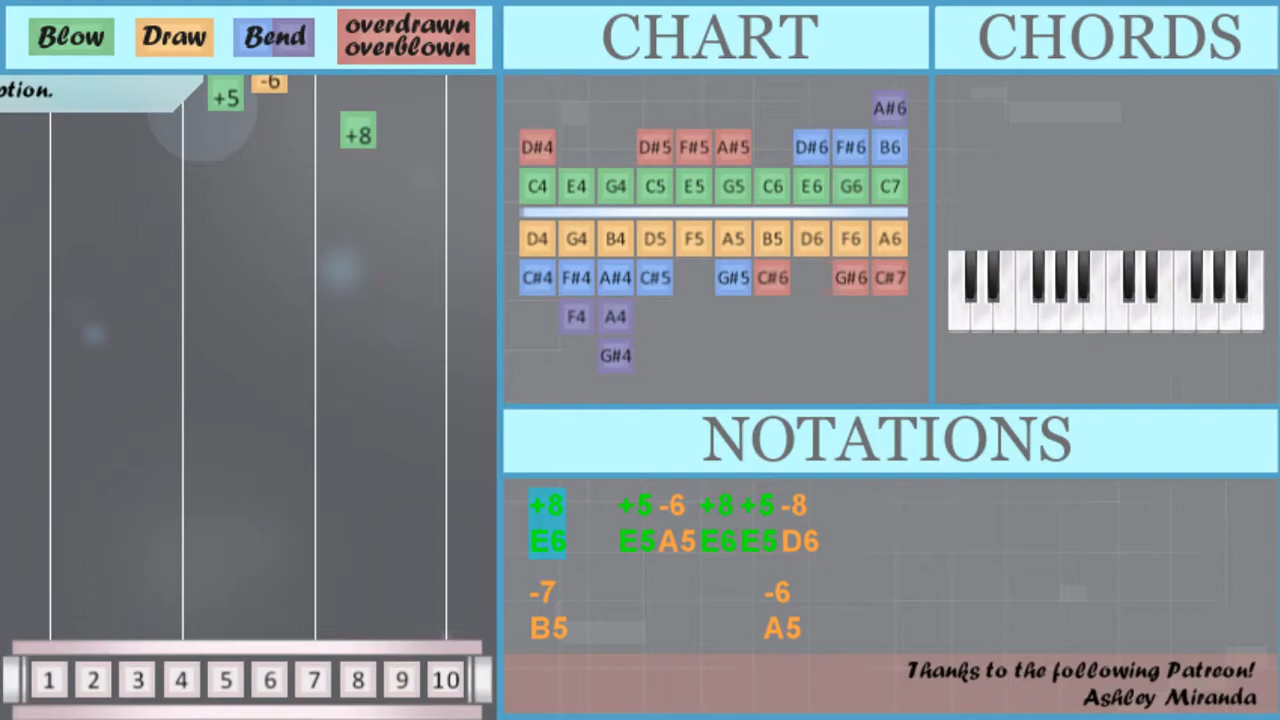 Blow Draw Bend overdrawn
overblown
ption.
+5 -6
+8
1 2 3 4 5 6 7 8 9 10
CHART
A#6
D#4 D#5 F#5 A#5 D#6 F#6 B6
C4 E4 G4 C5 E5 G5 C6 E6 G6 C7
D4 G4 B4 D5 F5 A5 B5 D6 F6 A6
C#4 F#4 A#4 C#5 G#5 C#6 G#6 C#7
F4 A4
G#4
CHORDS
NOTATIONS
+8 +5 -6 +8 +5 -8
E6 E5 A5 E6 E5 D6
-7 -6
B5 A5
Thanks to the following Patreon!
Ashley Miranda